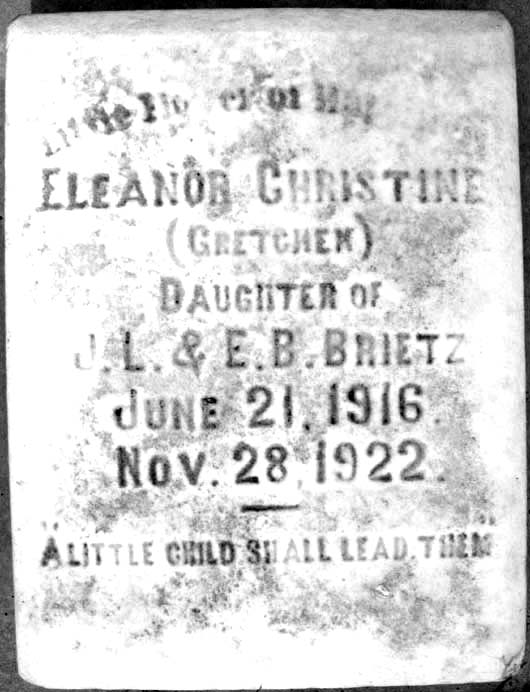 ELEANOR CHRISTINE
(GRETCHEN)
DAUGHTER OF
J. L. & E. B. BRIETZ
JUNE 21, 1916.
NOV. 28, 1922.
"A LITTLE CHILD SHALL LEAD THEM"